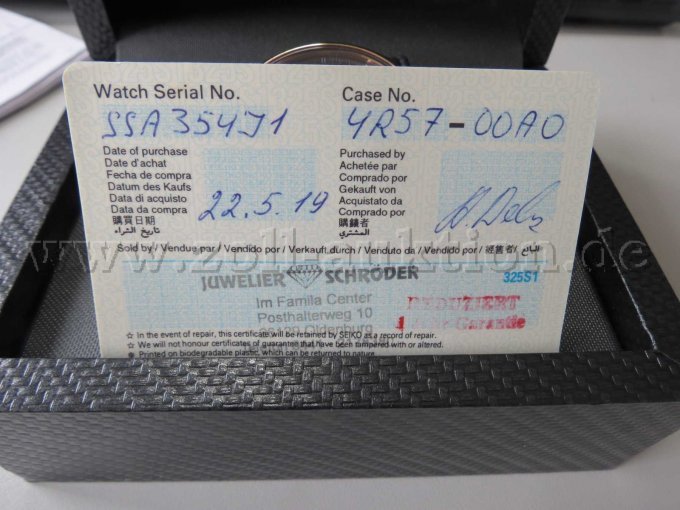 Watch Serial No.
SSA354J1
Case No.
4R57-00A0
Date of purchase
Date d'achat
Fecha de compra
Datum des Kaufs
Data di acquisto
Data da compra
購買日期
تاريخ الشراء
22.5.19
Purchased by
Achetée par
Comprado por
Gekauft von
Acquistato da
Comprado por
購錶者
المشتري
www.zoll-auktion.de
Sold by / Vendue par / Vendido por / Verkauft durch / Venduto da / Vendido por / 經售者 / البائع
JUWELIER SCHRÖDER
325S1
Im Famila Center
Posthalterweg 10
Oldenburg
REDUZIERT
1 Garantie
☆ In the event of repair, this certificate will be retained by SEIKO as a record of repair.
☆ We will not honour certificates of guarantee that have been tampered with or altered.
Printed on biodegradable plastic, which can be returned to nature